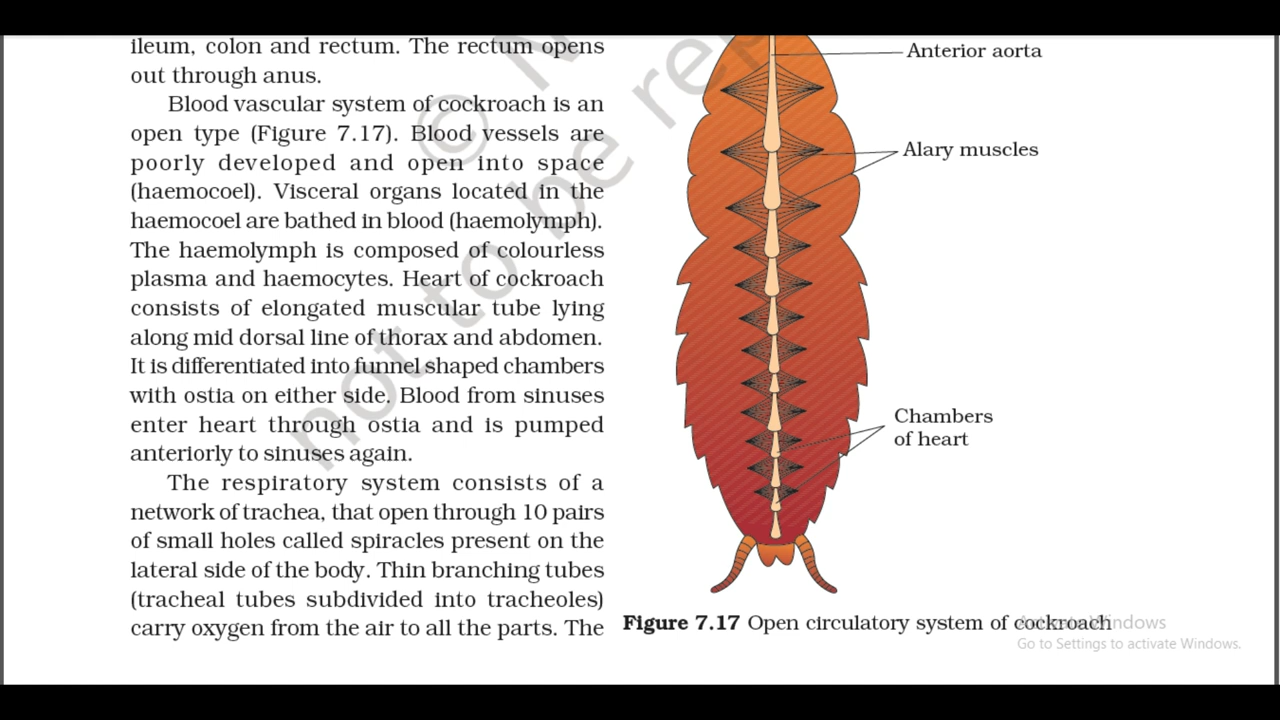 ileum, colon and rectum. The rectum opens
out through anus.
Blood vascular system of cockroach is an
open type (Figure 7.17). Blood vessels are
poorly developed and open into space
(haemocoel). Visceral organs located in the
haemocoel are bathed in blood (haemolymph).
The haemolymph is composed of colourless
plasma and haemocytes. Heart of cockroach
consists of elongated muscular tube lying
along mid dorsal line of thorax and abdomen.
It is differentiated into funnel shaped chambers
with ostia on either side. Blood from sinuses
enter heart through ostia and is pumped
anteriorly to sinuses again.
The respiratory system consists of a
network of trachea, that open through 10 pairs
of small holes called spiracles present on the
lateral side of the body. Thin branching tubes
(tracheal tubes subdivided into tracheoles)
carry oxygen from the air to all the parts. The
Anterior aorta
Alary muscles
Chambers
of heart
Figure 7.17 Open circulatory system of cockroach
Activate Windows
Go to Settings to activate Windows.
© N
not to be rep